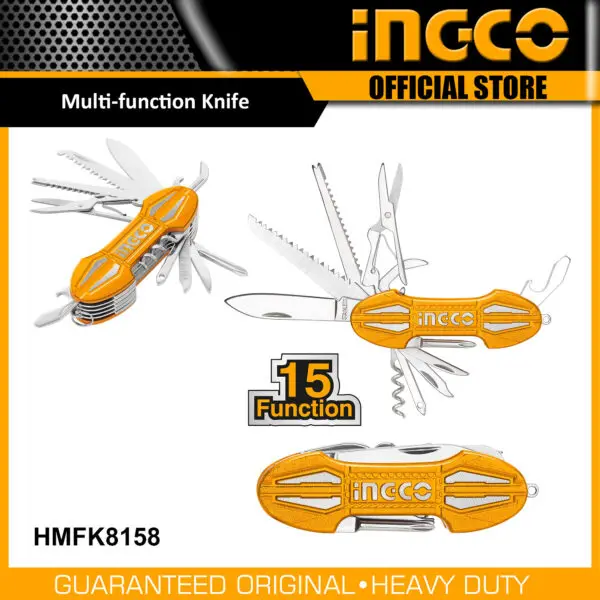 INGCO
OFFICIAL STORE
Multi-function Knife
INGCO
INGCO
15
Function
INGCO
HMFK8158
GUARANTEED ORIGINAL•HEAVY DUTY